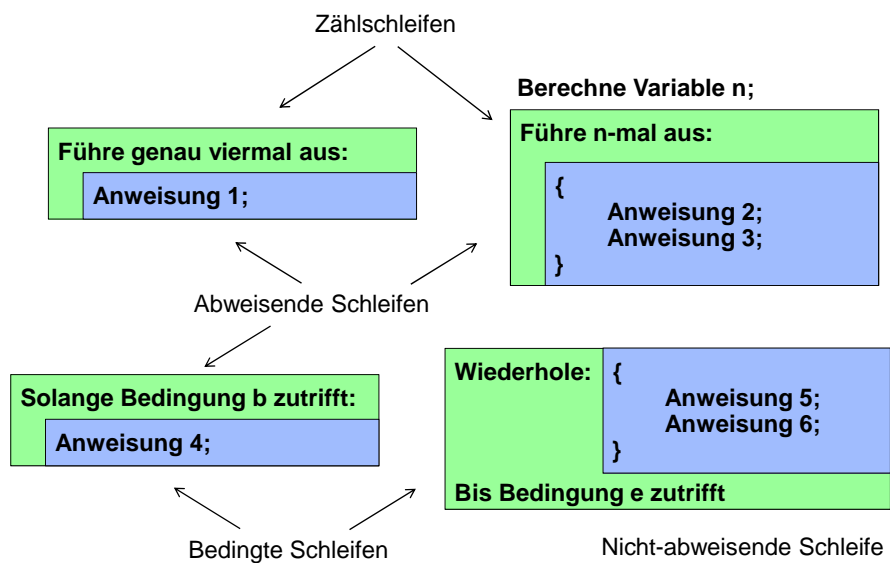 Zählschleifen
Berechne Variable n;
Führe genau viermal aus:
Anweisung 1;
Führe n-mal aus:
{
Anweisung 2;
Anweisung 3;
}
Abweisende Schleifen
Solange Bedingung b zutrifft:
Anweisung 4;
Wiederhole: {
Anweisung 5;
Anweisung 6;
}
Bis Bedingung e zutrifft
Bedingte Schleifen
Nicht-abweisende Schleife